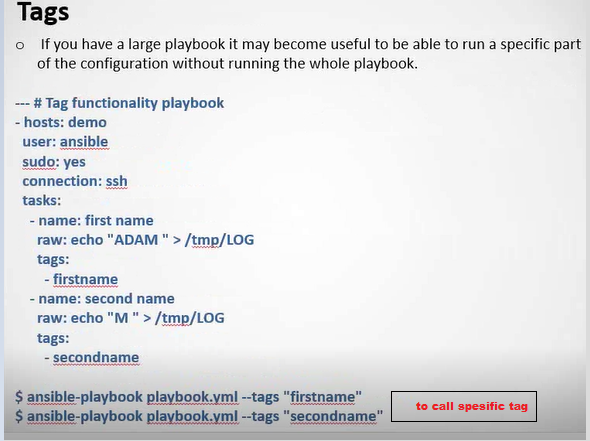 Tags
o If you have a large playbook it may become useful to be able to run a specific part
of the configuration without running the whole playbook.
--- # Tag functionality playbook
- hosts: demo
user: ansible
sudo: yes
connection: ssh
tasks:
- name: first name
raw: echo "ADAM " > /tmp/LOG
tags:
- firstname
- name: second name
raw: echo "M " > /tmp/LOG
tags:
- secondname
$ ansible-playbook playbook.yml --tags "firstname"
$ ansible-playbook playbook.yml --tags "secondname"
to call spesific tag